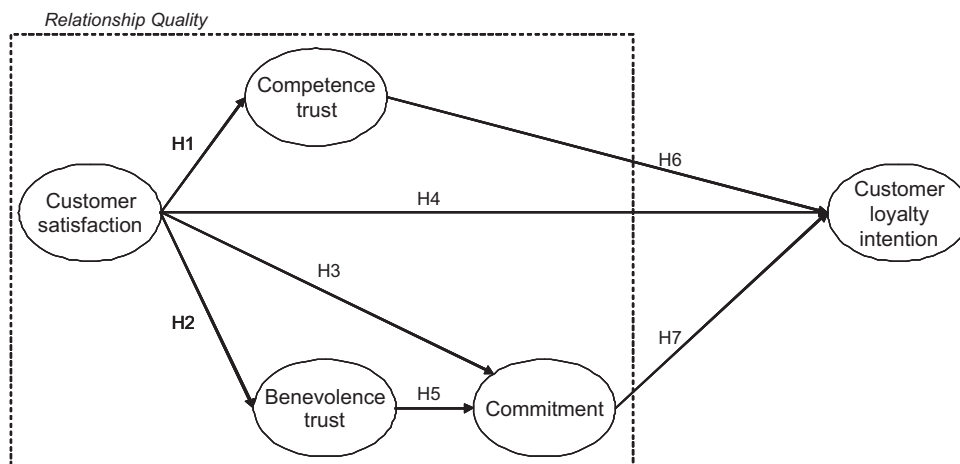 Relationship Quality
Competence
trust
H1
H6
Customer
satisfaction
H4
Customer
loyalty
intention
H3
H2
H7
Benevolence
trust
H5
Commitment